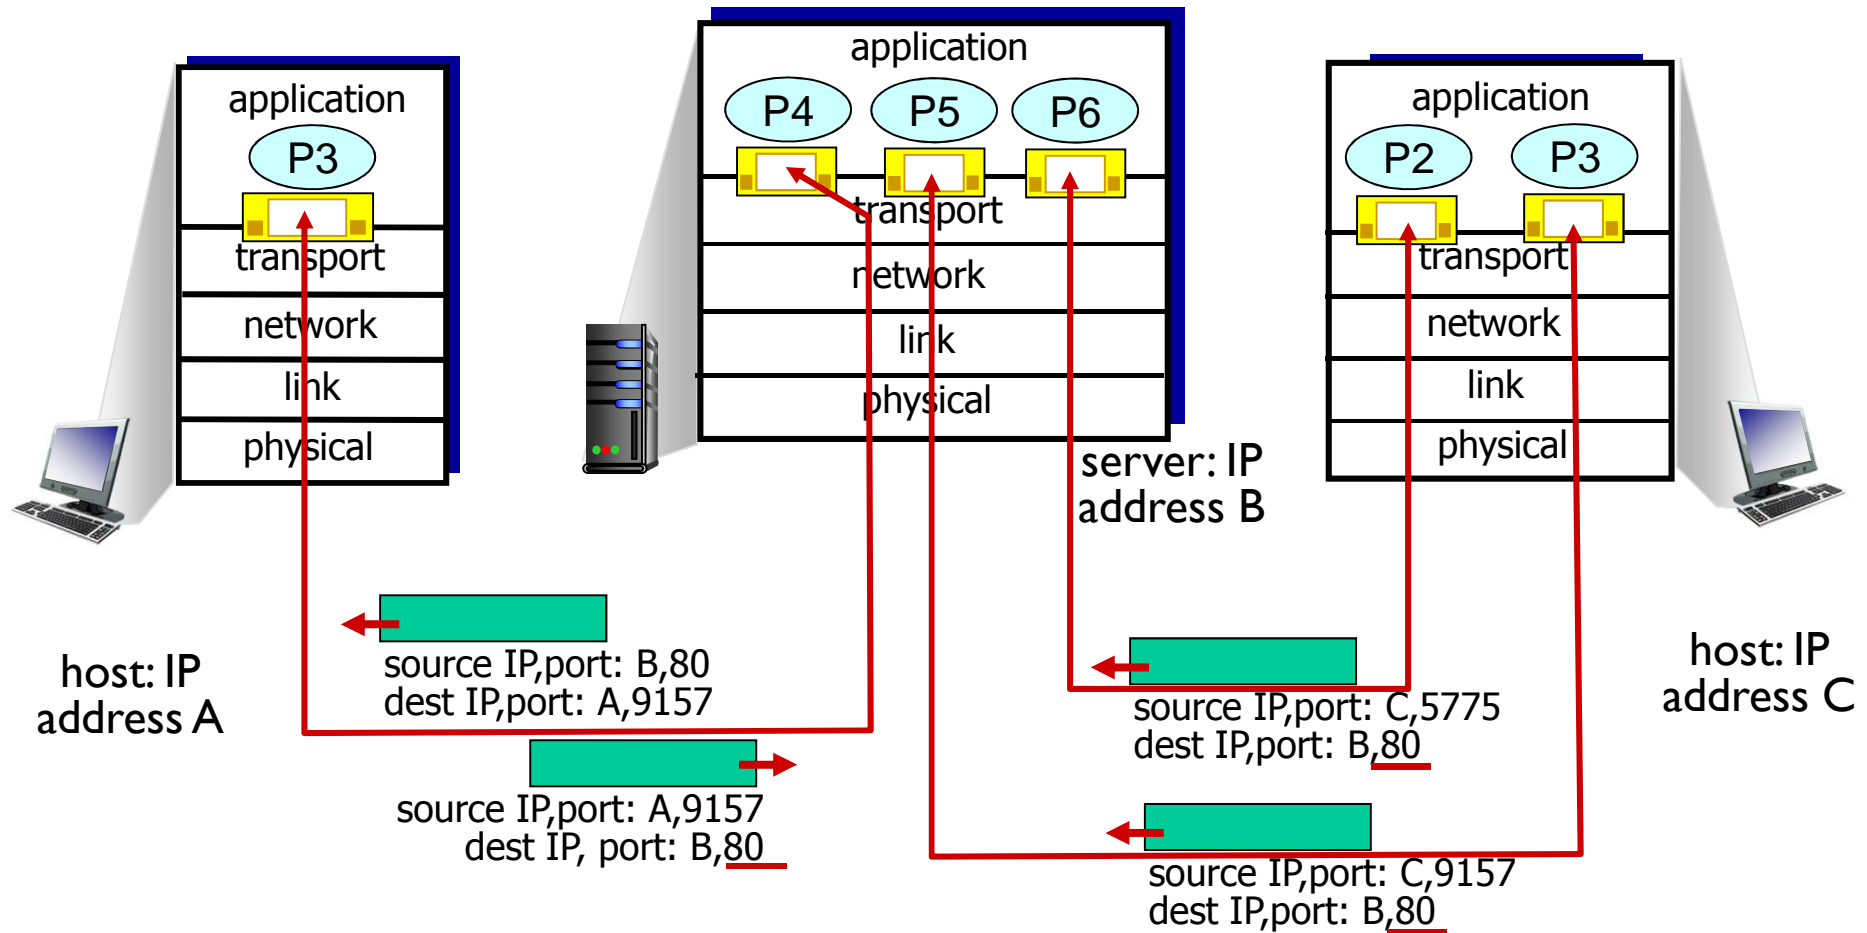 application
P3
transport
network
link
physical
host: IP
address A
application
P4
P5
P6
transport
network
link
physical
server: IP
address B
application
P2
P3
transport
network
link
physical
host: IP
address C
source IP,port: B,80
dest IP,port: A,9157
source IP,port: A,9157
dest IP, port: B,80
source IP,port: C,5775
dest IP,port: B,80
source IP,port: C,9157
dest IP,port: B,80